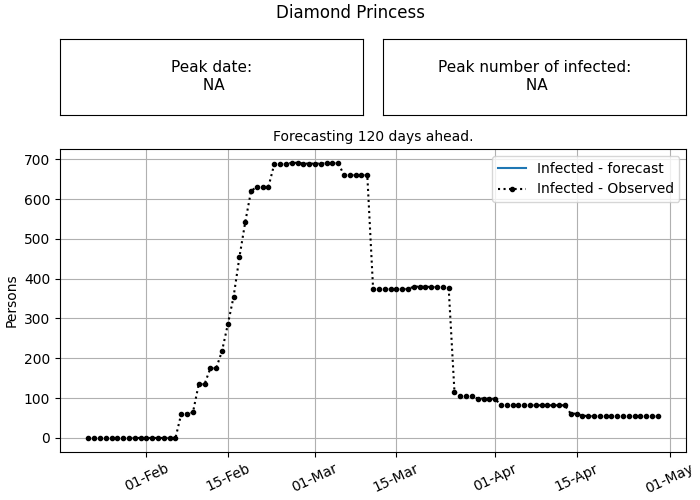 Diamond Princess
Peak date:
NA
Peak number of infected:
NA
Forecasting 120 days ahead.
Infected - forecast
Infected - Observed
Persons
700
600
500
400
300
200
100
0
01-Feb
15-Feb
01-Mar
15-Mar
01-Apr
15-Apr
01-May